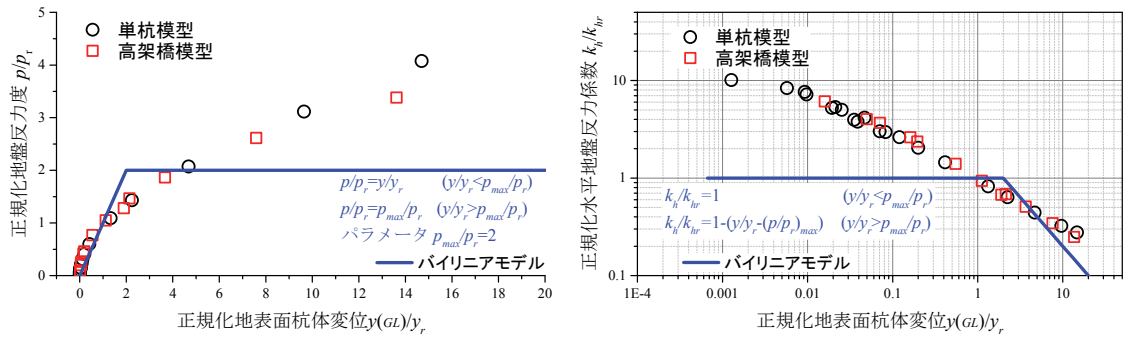 正規化地盤反力度 p/pr
5
4
3
2
1
0
単杭模型
高架橋模型
p/pr=y/yr (y/yr<pmax/pr)
p/pr=pmax/pr (y/yr>pmax/pr)
パラメータ pmax/pr=2
バイリニアモデル
0 2 4 6 8 10 12 14 16 18 20
正規化地表面杭体変位y(GL)/yr
正規化水平地盤反力係数 kh/khr
10
1
0.1
単杭模型
高架橋模型
kh/khr=1 (y/yr<pmax/pr)
kh/khr=1-(y/yr-(p/pr)max) (y/yr>pmax/pr)
バイリニアモデル
1E-4 0.001 0.01 0.1 1 10
正規化地表面杭体変位y(GL)/yr